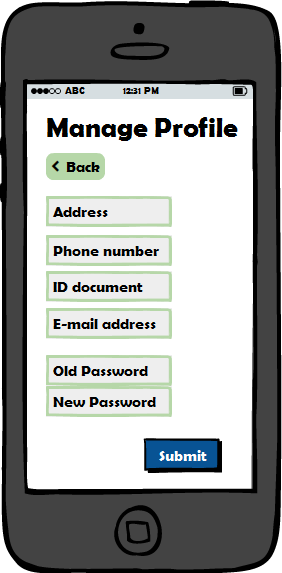 ABC 12:31 PM
Manage Profile
Back
Address
Phone number
ID document
E-mail address
Old Password
New Password
Submit